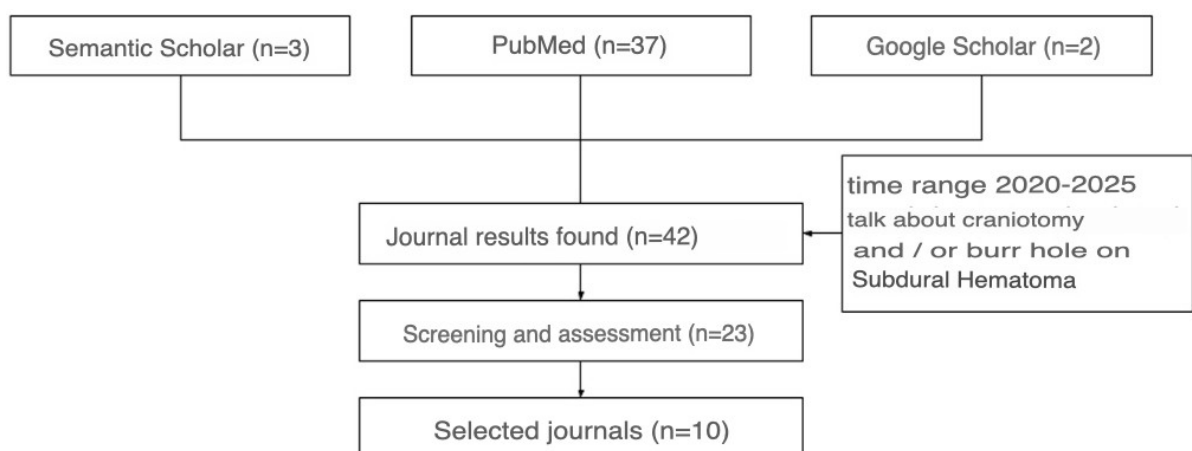 Semantic Scholar (n=3)
PubMed (n=37)
Google Scholar (n=2)
time range 2020-2025
talk about craniotomy
and / or burr hole on
Subdural Hematoma
Journal results found (n=42)
Screening and assessment (n=23)
Selected journals (n=10)